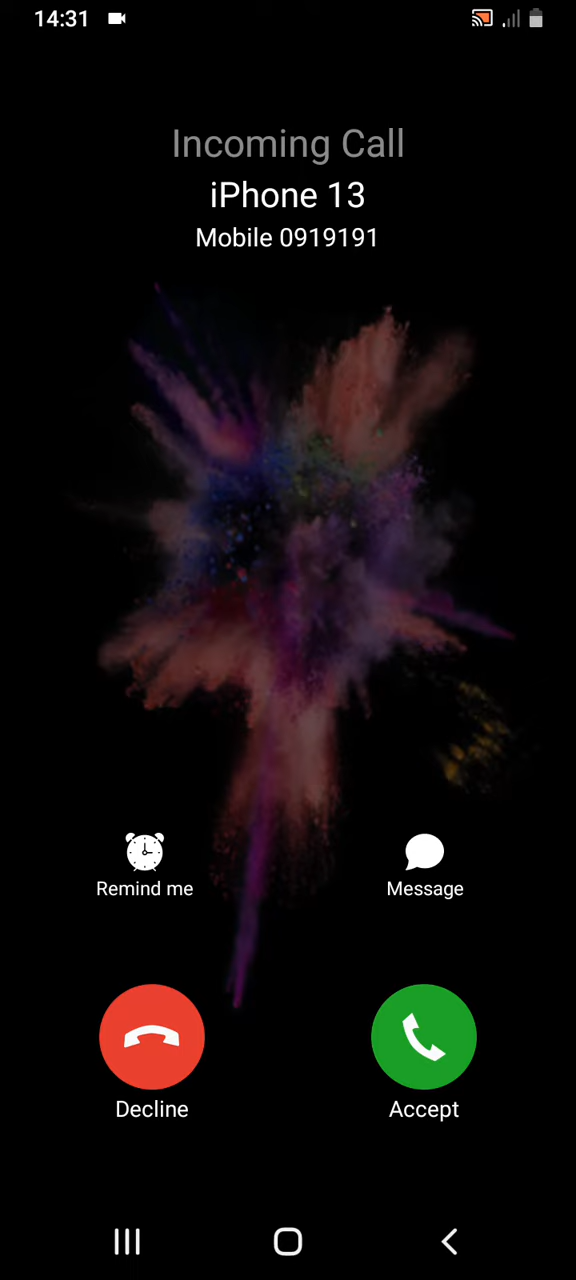 14:31
Incoming Call
iPhone 13
Mobile 0919191
Remind me
Message
Decline
Accept